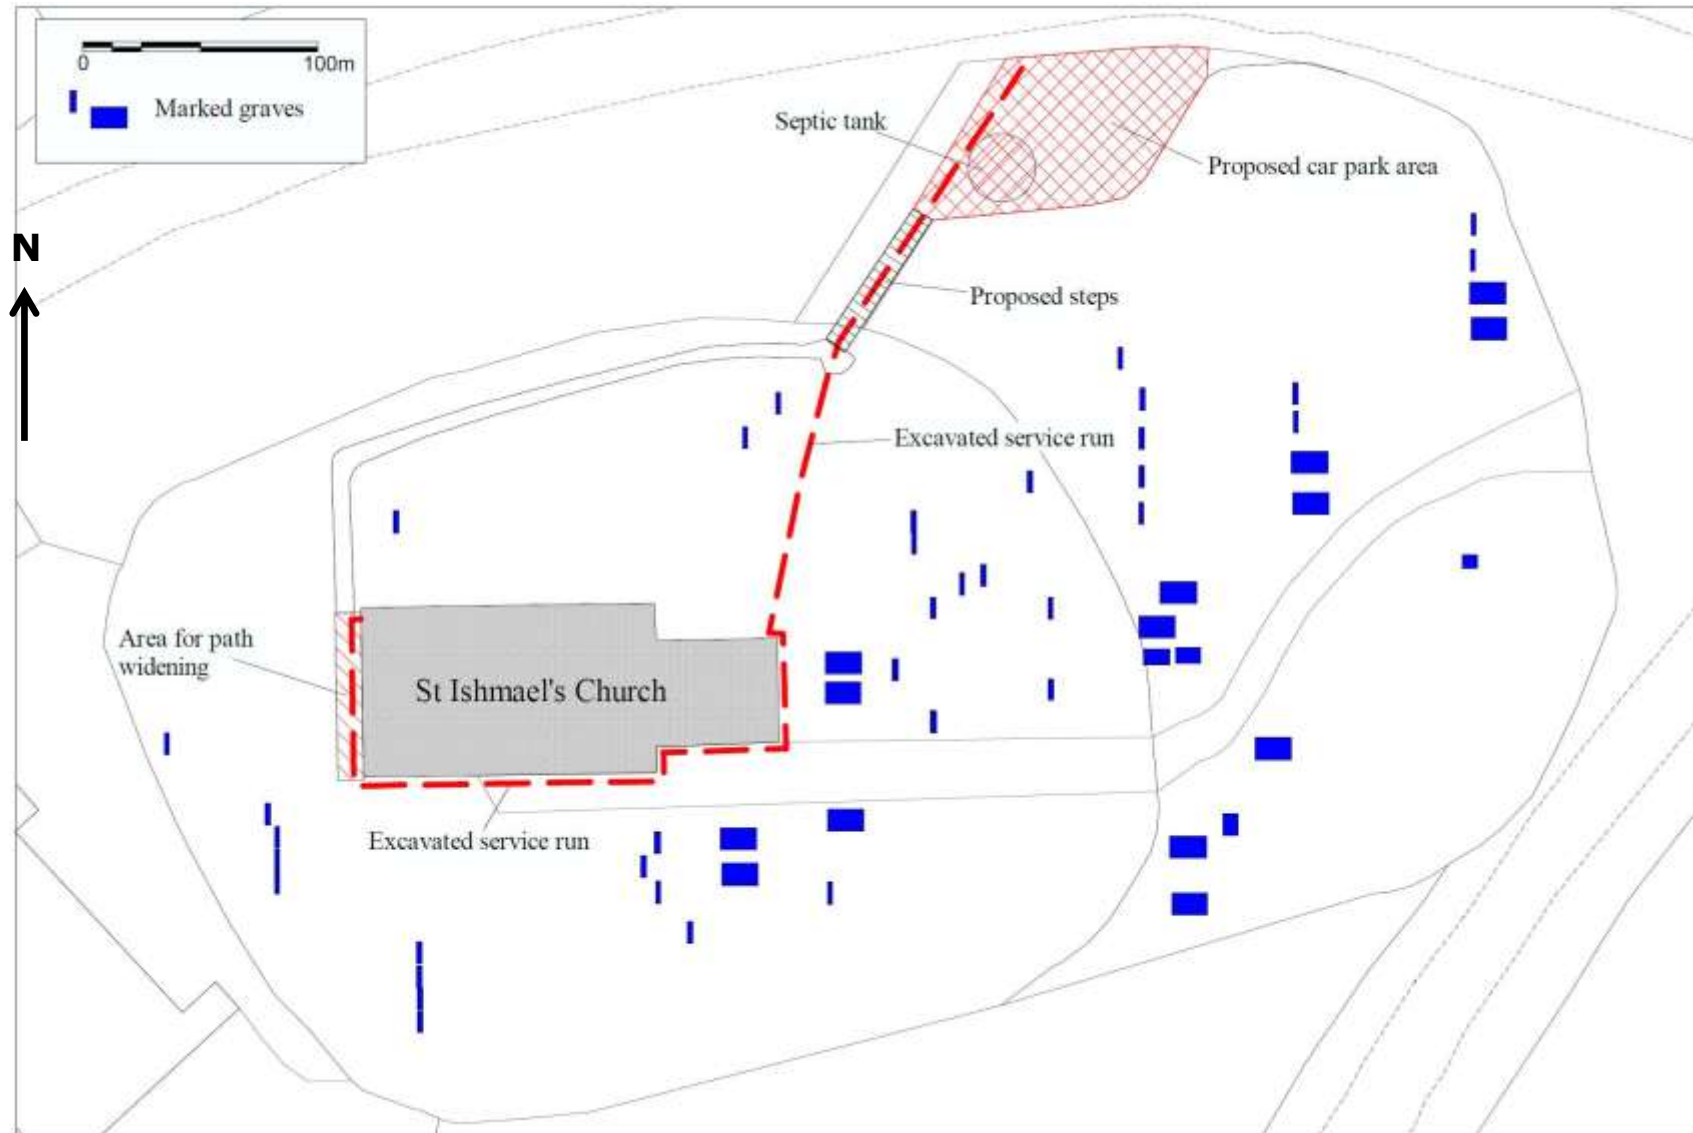 0 100m
Marked graves
Septic tank
Proposed car park area
N
Proposed steps
Excavated service run
Area for path
widening
St Ishmael's Church
Excavated service run